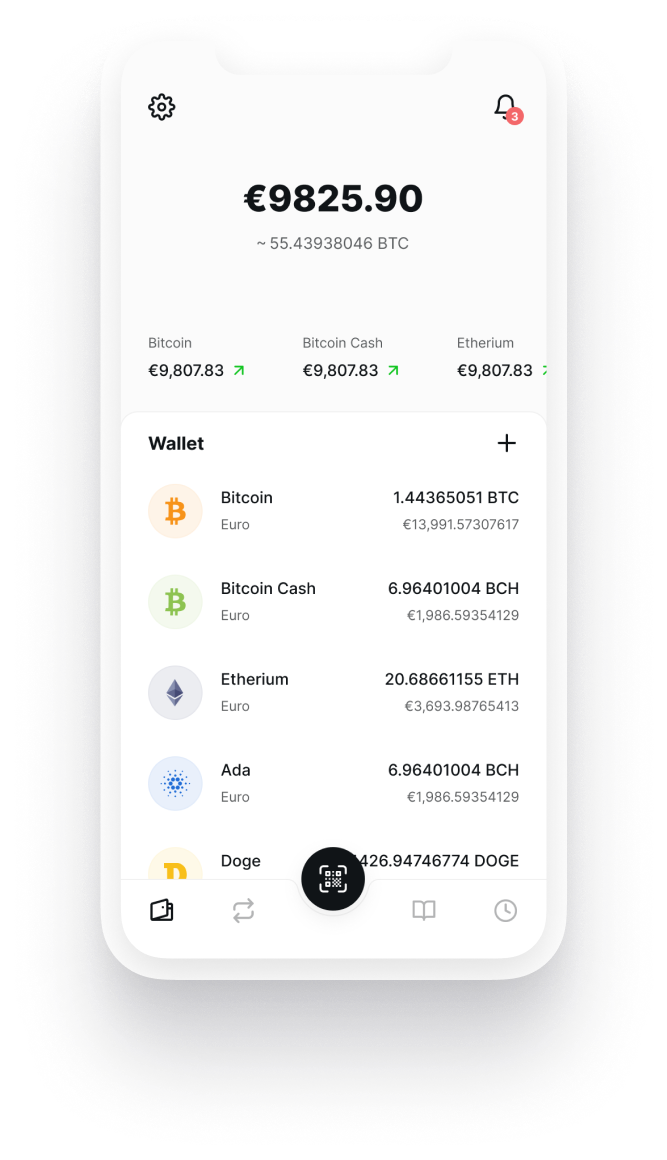 3
€9825.90
~ 55.43938046 BTC
Bitcoin Bitcoin Cash Etherium
€9,807.83 €9,807.83 €9,807.83
Wallet
Bitcoin 1.44365051 BTC
Euro €13,991.57307617
Bitcoin Cash 6.96401004 BCH
Euro €1,986.59354129
Etherium 20.68661155 ETH
Euro €3,693.98765413
Ada 6.96401004 BCH
Euro €1,986.59354129
Doge 426.94746774 DOGE